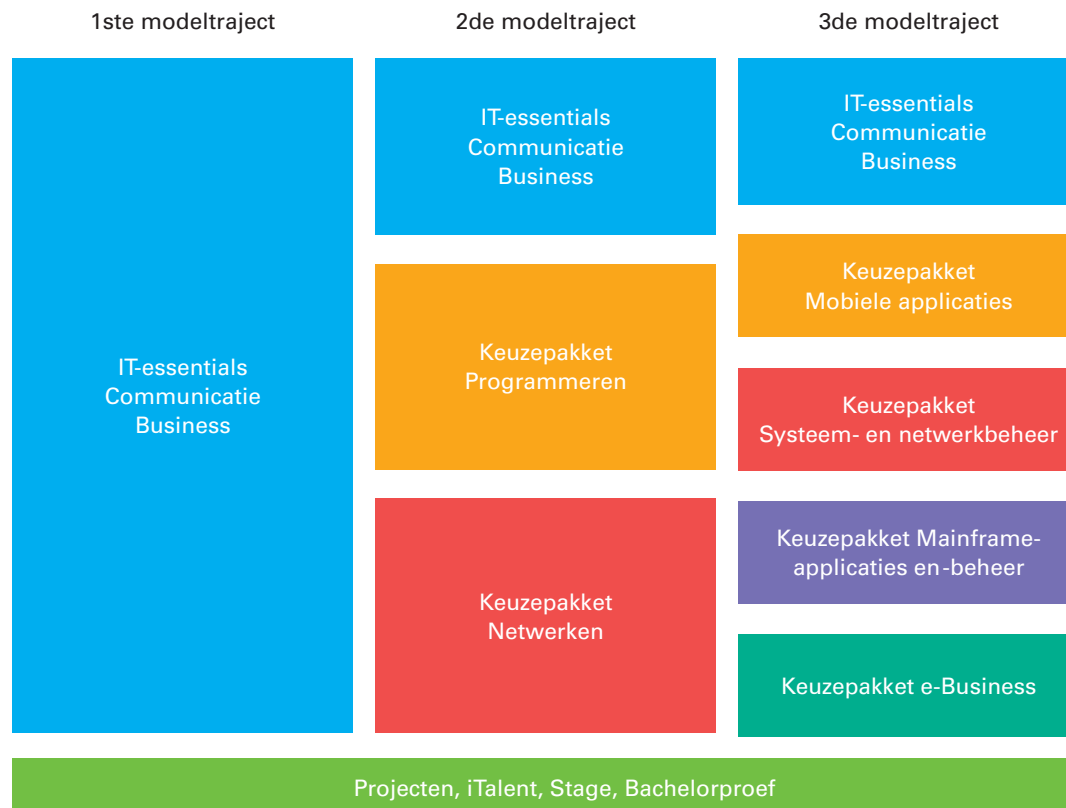 1ste modeltraject
IT-essentials
Communicatie
Business
2de modeltraject
IT-essentials
Communicatie
Business
Keuzepakket
Programmeren
Keuzepakket
Netwerken
3de modeltraject
IT-essentials
Communicatie
Business
Keuzepakket
Mobiele applicaties
Keuzepakket
Systeem- en netwerkbeheer
Keuzepakket Mainframe-
applicaties en -beheer
Keuzepakket e-Business
Projecten, iTalent, Stage, Bachelorproef